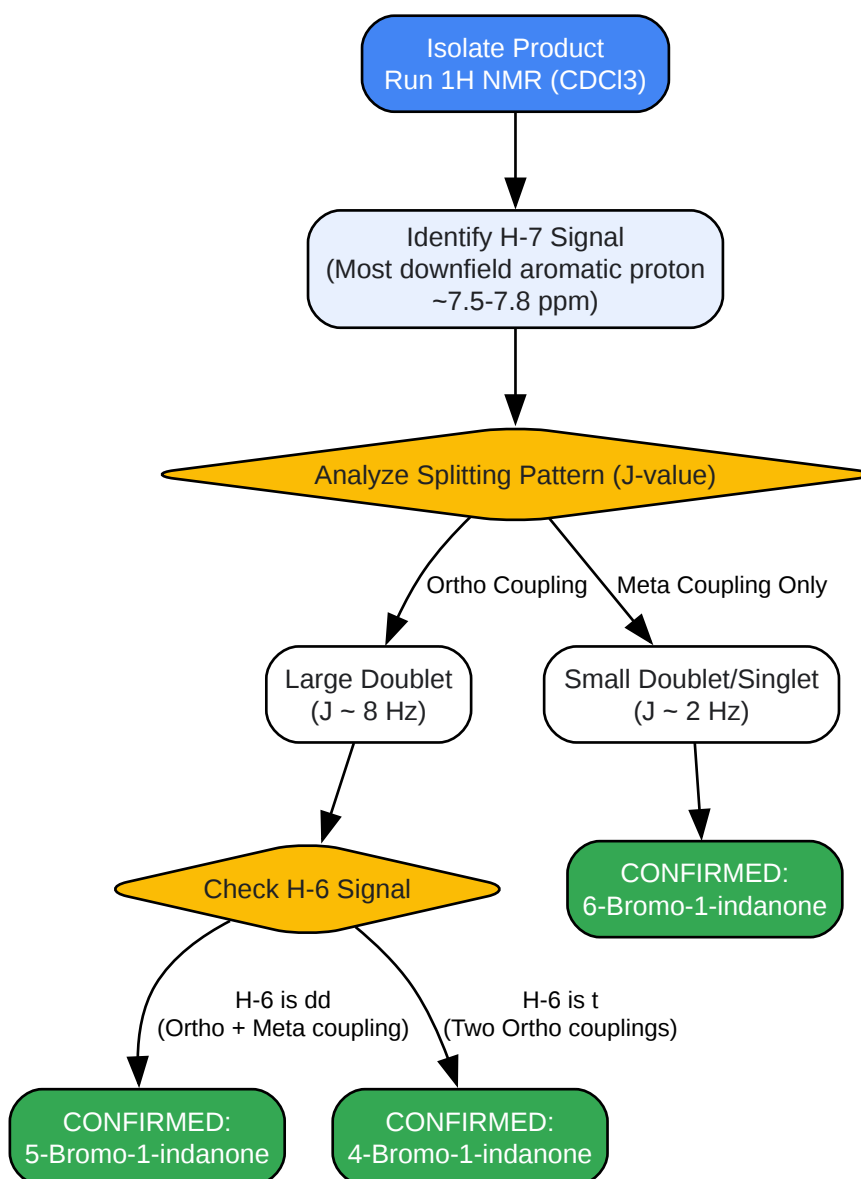 Isolate Product
Run 1H NMR (CDCl3)
Identify H-7 Signal
(Most downfield aromatic proton
~7.5-7.8 ppm)
Analyze Splitting Pattern (J-value)
Ortho Coupling
Meta Coupling Only
Large Doublet
(J ~ 8 Hz)
Small Doublet/Singlet
(J ~ 2 Hz)
Check H-6 Signal
CONFIRMED:
6-Bromo-1-indanone
H-6 is dd
(Ortho + Meta coupling)
H-6 is t
(Two Ortho couplings)
CONFIRMED:
5-Bromo-1-indanone
CONFIRMED:
4-Bromo-1-indanone